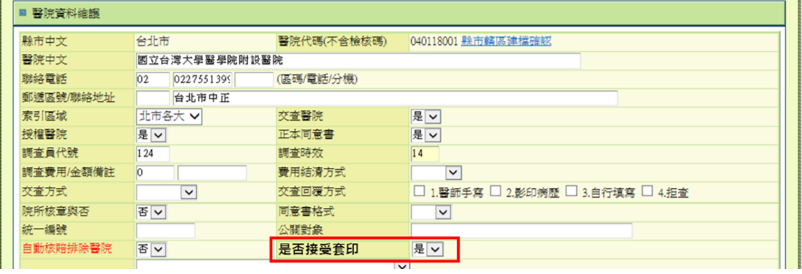 醫院資料維護
縣市中文 台北市 醫院代碼(不含檢核碼) 040118001 縣市轄區建檔確認
醫院中文 國立台灣大學醫學院附設醫院
聯絡電話 02 0227551399 (區碼/電話/分機)
郵遞區號/聯絡地址 台北市中正
索引區域 北市各大 交查醫院 是
授權醫院 是 正本同意書 是
調查員代號 124 調查時效 14
調查費用/金額備註 0 費用結清方式
交查方式 交查回覆方式 1.醫師手寫 2.影印病歷 3.自行填寫 4.拒查
院所核章與否 否 同意書格式
統一編號 公關對象
自動核賠排除醫院 否 是否接受套印 是